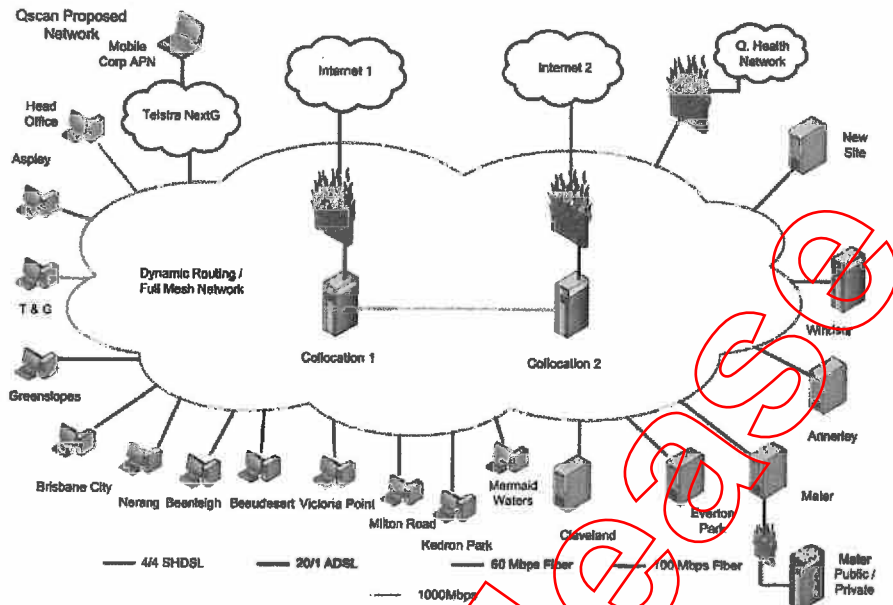 Qscan Proposed
Network
Mobile
Corp APN
Internet 1
Internet 2
Q. Health
Network
Head
Office
Telstra NextG
New
Site
Aspley
T & G
Dynamic Routing /
Full Mesh Network
Windsor
Collocation 1
Collocation 2
Greenslopes
Annerley
Brisbane City
Nerang
Beenleigh
Beaudesert
Victoria Point
Milton Road
Kedron Park
Mermaid
Waters
Cleveland
Everton
Park
Mater
Mater
Public /
Private
4/4 SHDSL
20/1 ADSL
60 Mbps Fiber
100 Mbps Fiber
1000Mbps
lease